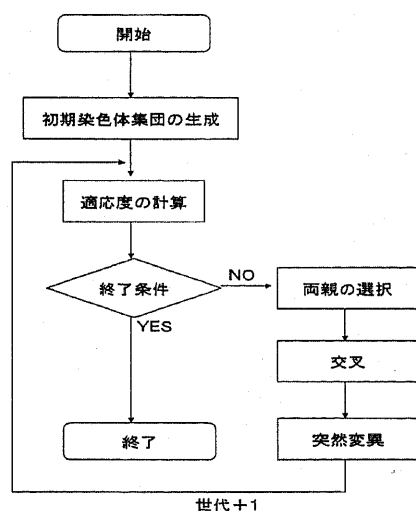 開始
初期染色体集団の生成
適応度の計算
終了条件
NO
YES
両親の選択
交叉
突然変異
終了
世代+1